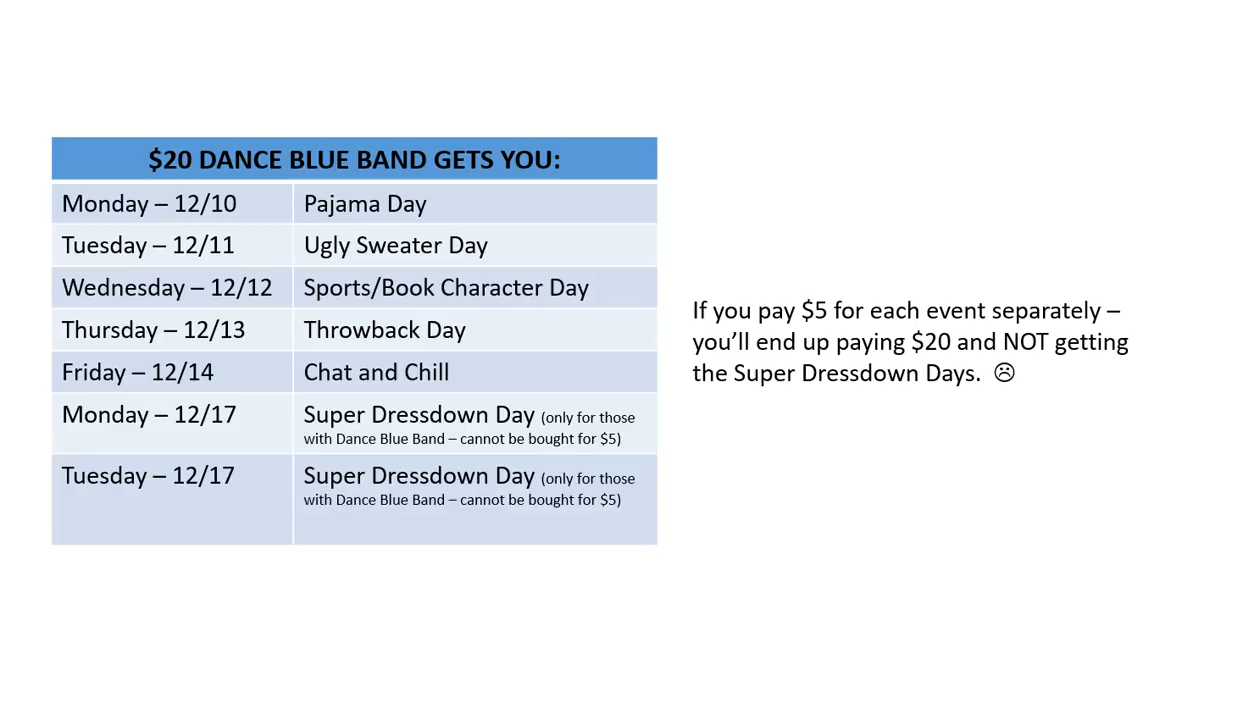 $20 DANCE BLUE BAND GETS YOU:
Monday – 12/10 Pajama Day
Tuesday – 12/11 Ugly Sweater Day
Wednesday – 12/12 Sports/Book Character Day
Thursday – 12/13 Throwback Day
Friday – 12/14 Chat and Chill
Monday – 12/17 Super Dressdown Day (only for those
with Dance Blue Band – cannot be bought for $5)
Tuesday – 12/17 Super Dressdown Day (only for those
with Dance Blue Band – cannot be bought for $5)
If you pay $5 for each event separately –
you’ll end up paying $20 and NOT getting
the Super Dressdown Days. ☹